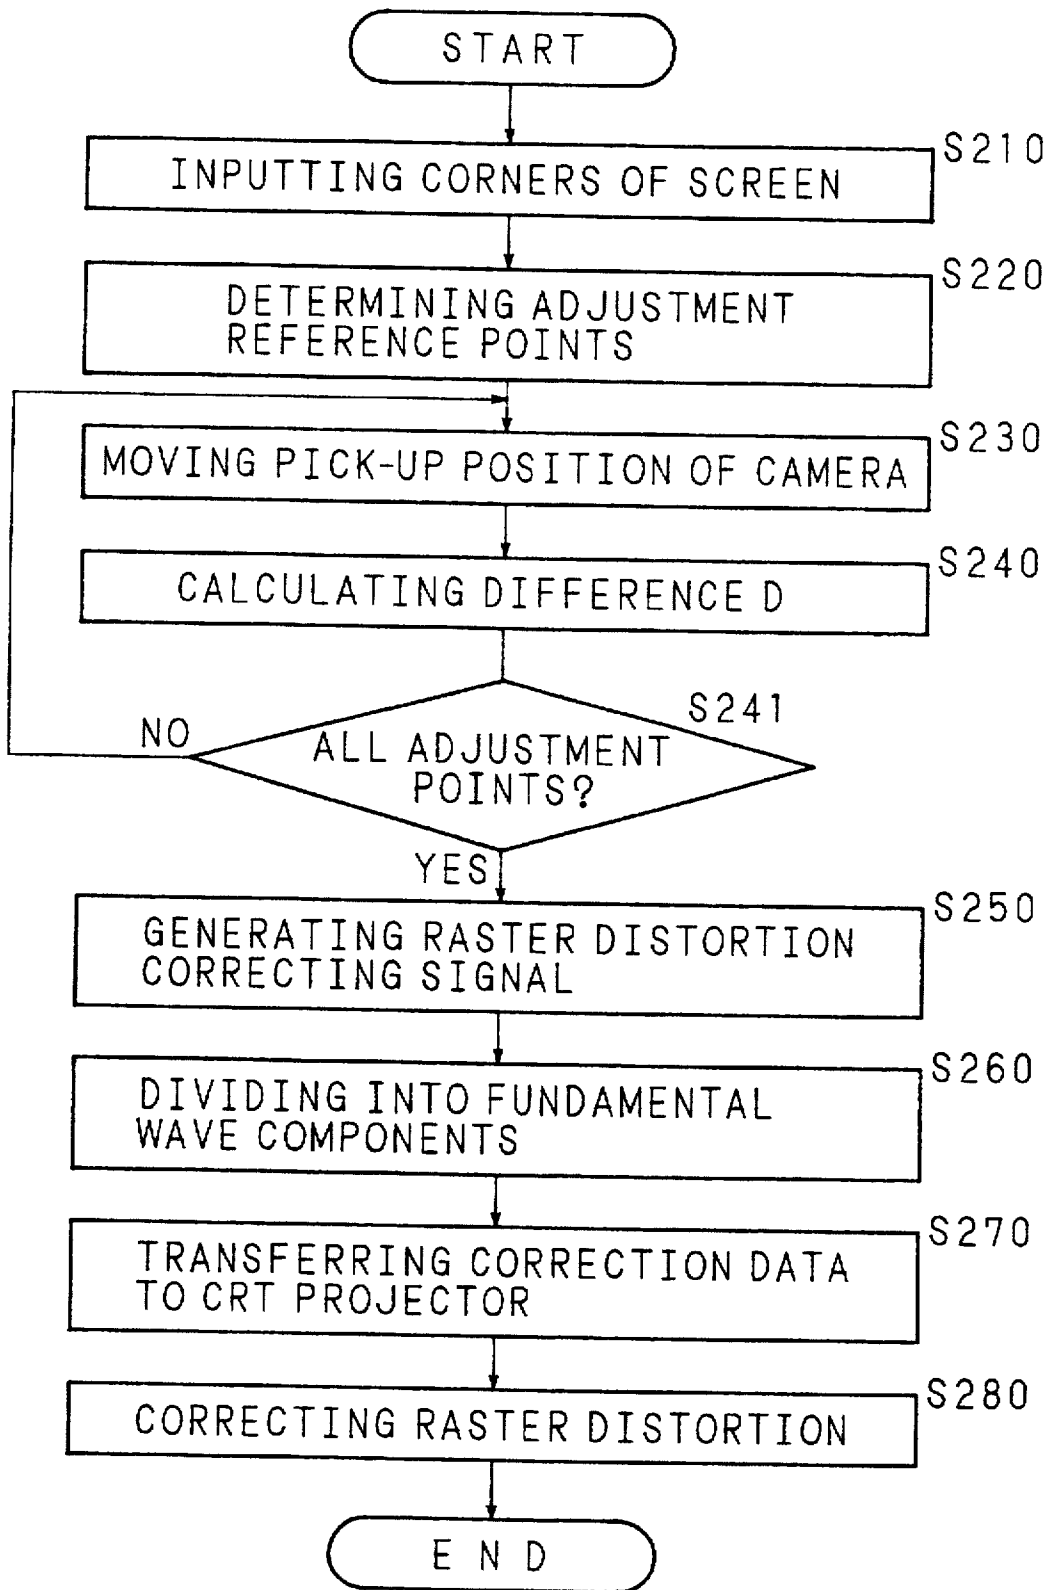 START
S210
INPUTTING CORNERS OF SCREEN
S220
DETERMINING ADJUSTMENT
REFERENCE POINTS
S230
MOVING PICK-UP POSITION OF CAMERA
S240
CALCULATING DIFFERENCE D
S241
NO
ALL ADJUSTMENT
POINTS?
YES
S250
GENERATING RASTER DISTORTION
CORRECTING SIGNAL
S260
DIVIDING INTO FUNDAMENTAL
WAVE COMPONENTS
S270
TRANSFERRING CORRECTION DATA
TO CRT PROJECTOR
S280
CORRECTING RASTER DISTORTION
END